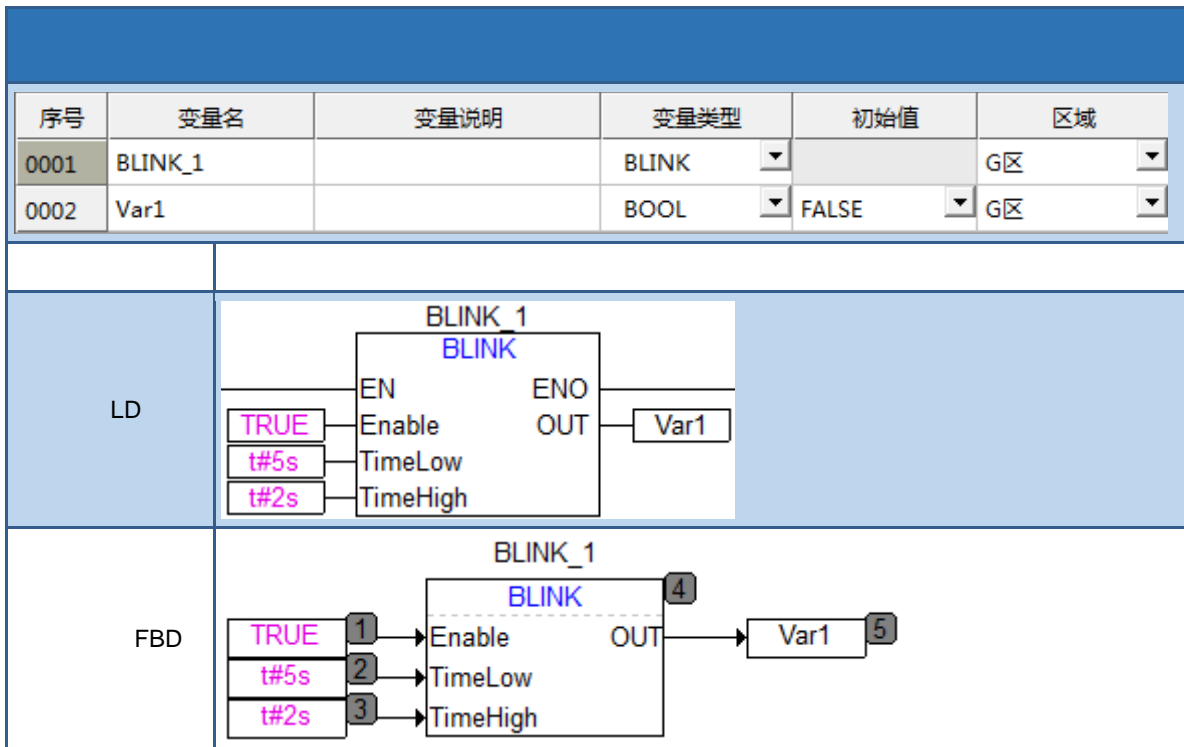 序号 变量名 变量说明 变量类型 初始值 区域
0001 BLINK_1 BLINK G区
0002 Var1 BOOL FALSE G区
LD
BLINK_1
BLINK
EN ENO
TRUE Enable OUT Var1
t#5s TimeLow
t#2s TimeHigh
FBD
BLINK_1
BLINK 4
TRUE 1 Enable OUT Var1 5
t#5s 2 TimeLow
t#2s 3 TimeHigh